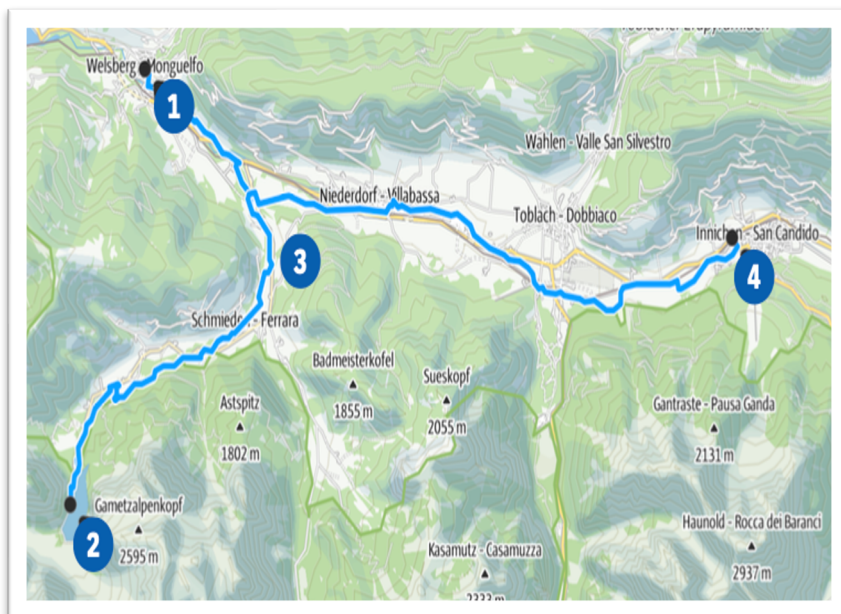 Welsberg Monguelfo
1
Wahlen - Valle San Silvestro
Niederdorf - Villabassa
Toblach - Dobbiaco
Innichen - San Candido
3
4
Ferrara
Badmeisterkofel
1855 m
Sueskopf
2055 m
Astspitz
1802 m
Gantraste - Pausa Ganda
2131 m
Gametzalpenkopf
2595 m
2
Haunold - Rocca dei Baranci
2937 m
Kasamutz - Casamuzza